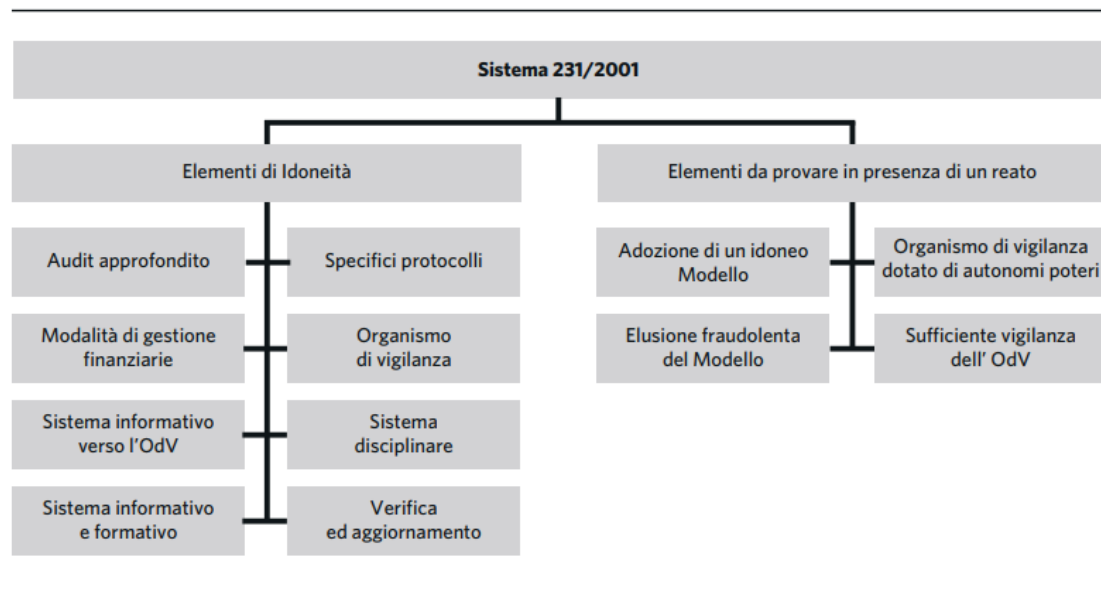 Sistema 231/2001
Elementi di Idoneità
Elementi da provare in presenza di un reato
Audit approfondito
Specifici protocolli
Adozione di un idoneo
Modello
Organismo di vigilanza
dotato di autonomi poteri
Modalità di gestione
finanziarie
Organismo
di vigilanza
Elusione fraudolenta
del Modello
Sufficiente vigilanza
dell' OdV
Sistema informativo
verso l'OdV
Sistema
disciplinare
Sistema informativo
e formativo
Verifica
ed aggiornamento